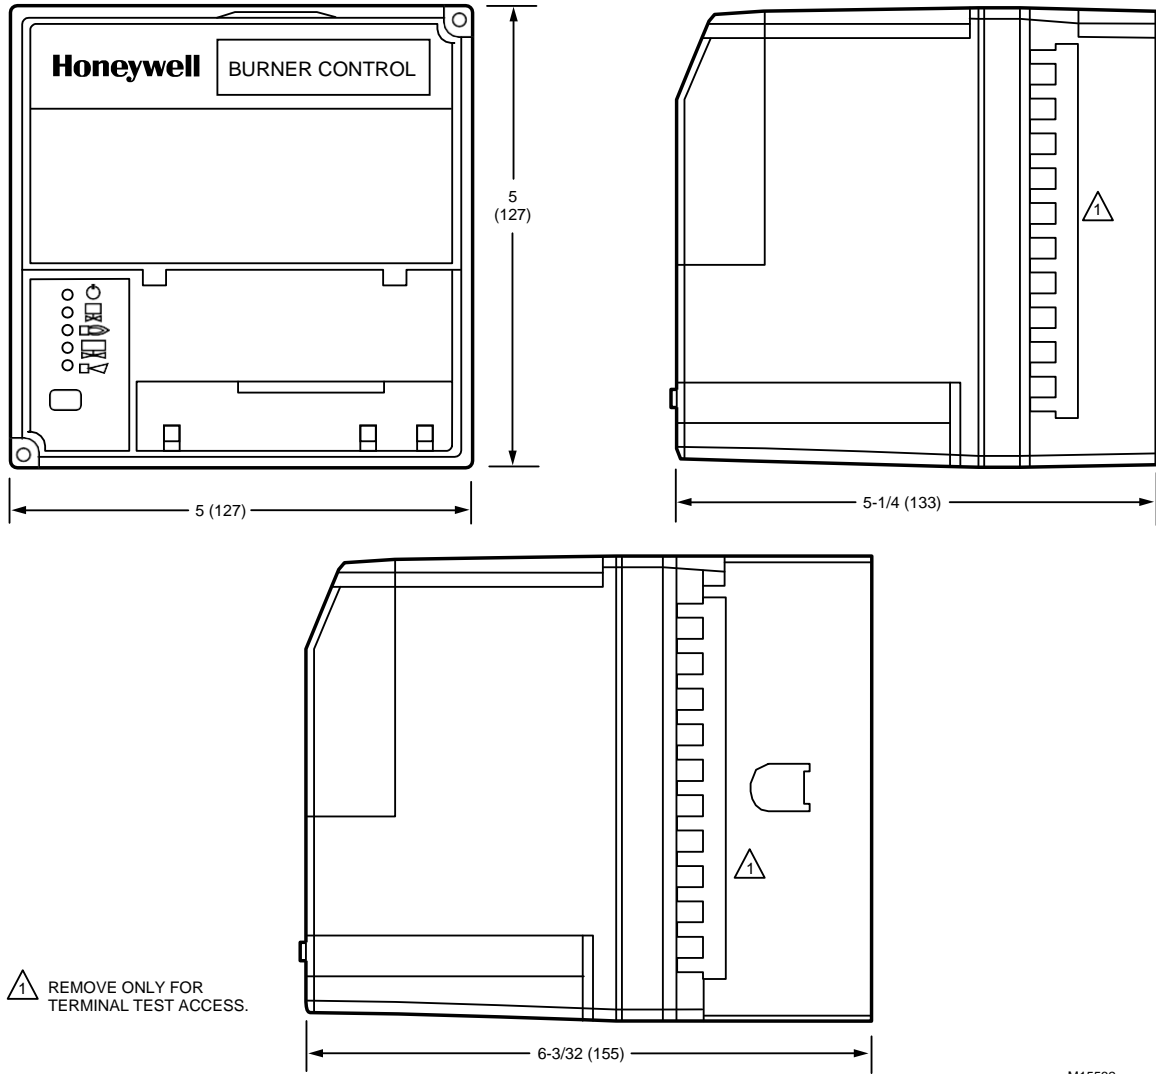 Honeywell
BURNER CONTROL
5
(127)
1
5 (127)
5-1/4 (133)
1
1
REMOVE ONLY FOR
TERMINAL TEST ACCESS.
6-3/32 (155)